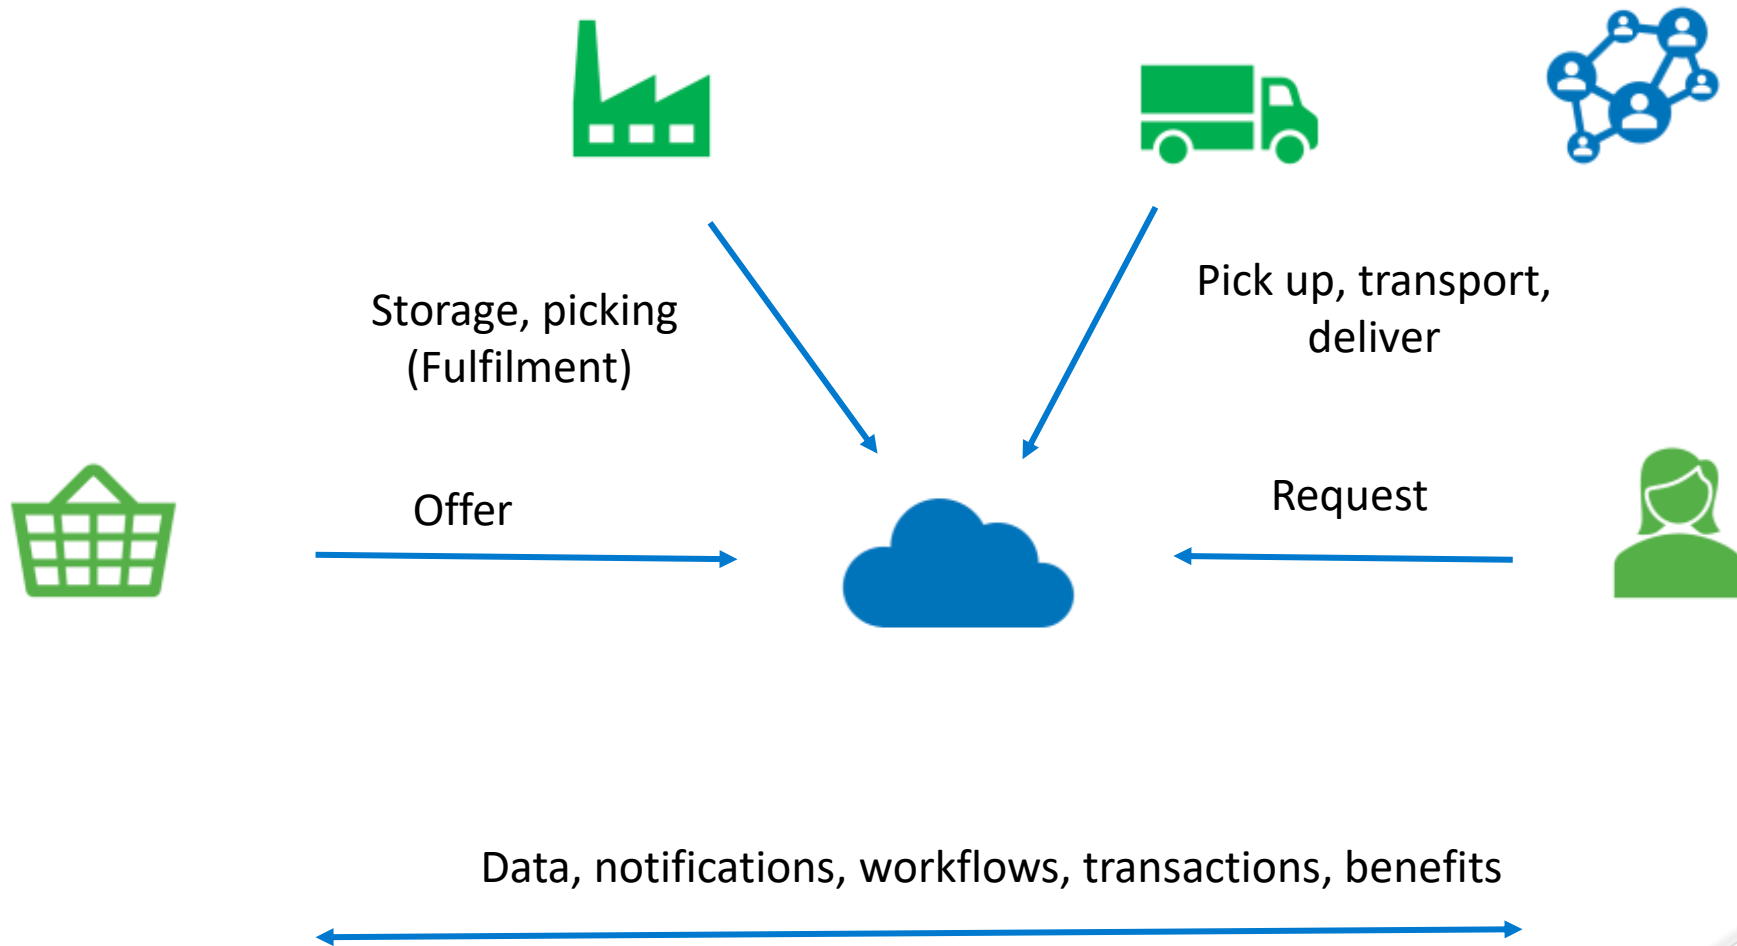 Pick up, transport,
deliver
Storage, picking
(Fulfilment)
Offer
Request
Data, notifications, workflows, transactions, benefits